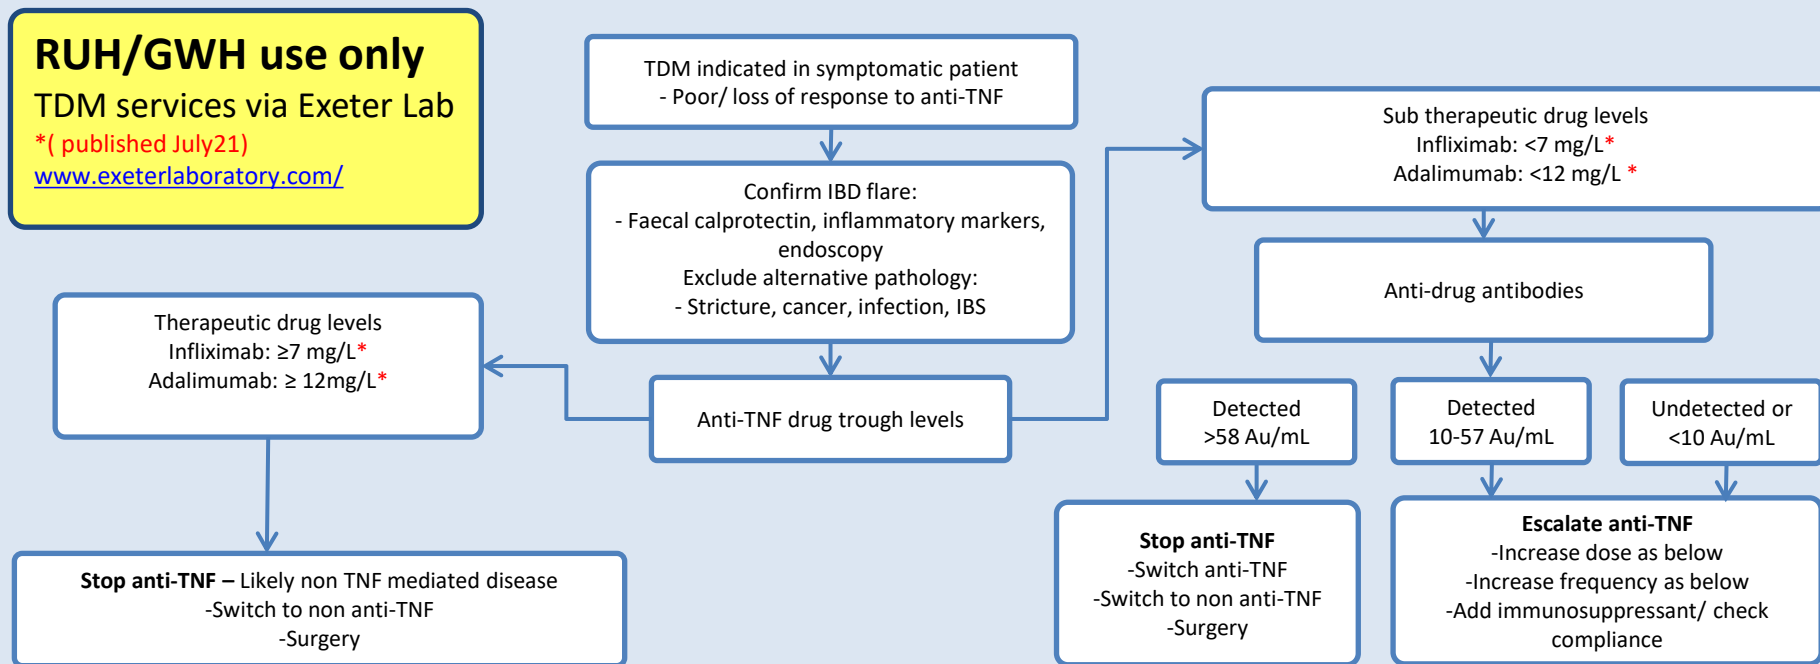 RUH/GWH use only
TDM services via Exeter Lab
*( published July21)
www.exeterlaboratory.com/
TDM indicated in symptomatic patient
- Poor/ loss of response to anti-TNF
Confirm IBD flare:
- Faecal calprotectin, inflammatory markers,
endoscopy
Exclude alternative pathology:
- Stricture, cancer, infection, IBS
Anti-TNF drug trough levels
Therapeutic drug levels
Infliximab: ≥7 mg/L*
Adalimumab: ≥ 12mg/L*
Stop anti-TNF – Likely non TNF mediated disease
-Switch to non anti-TNF
-Surgery
Sub therapeutic drug levels
Infliximab: <7 mg/L*
Adalimumab: <12 mg/L *
Anti-drug antibodies
Detected
>58 Au/mL
Detected
10-57 Au/mL
Undetected or
<10 Au/mL
Stop anti-TNF
-Switch anti-TNF
-Switch to non anti-TNF
-Surgery
Escalate anti-TNF
-Increase dose as below
-Increase frequency as below
-Add immunosuppressant/ check
compliance